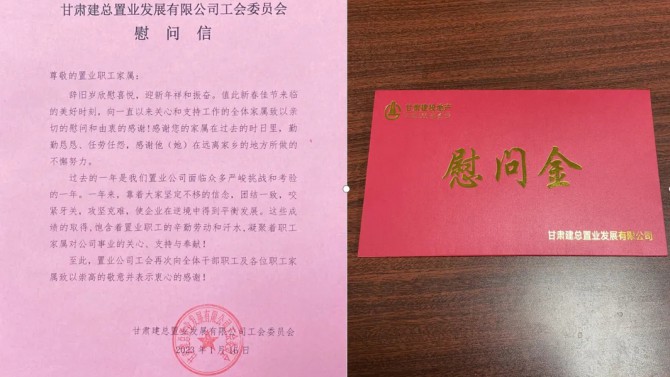 甘肃建总置业发展有限公司工会委员会
慰 问 信
尊敬的置业职工家属:
辞旧岁欣慰喜悦，迎新年祥和振奋。值此新春佳节来临
的美好时刻，向一直以来关心和支持工作的全体家属致以亲
切的慰问和由衷的感谢!感谢您的家属在过去的时日里，勤
勤恳恳、任劳任怨，感谢他（她）在远离家乡的地方所做的
不懈努力。
过去的一年是我们置业公司面临众多严峻挑战和考验
的一年。一年来，靠着大家坚定不移的信念，团结一致，咬
紧牙关，攻坚克难，使企业在逆境中得到平衡发展。这些成
绩的取得，饱含着置业职工的辛勤劳动和汗水，凝聚着职工
家属对公司事业的关心、支持与奉献!
至此，置业公司工会再次向全体干部职工及各位职工家
属致以崇高的敬意并表示衷心的感谢!
甘肃建总置业发展有限公司工会委员会
2023 年 1 月 16 日
甘肃建投地产
慰问金
甘肃建总置业发展有限公司